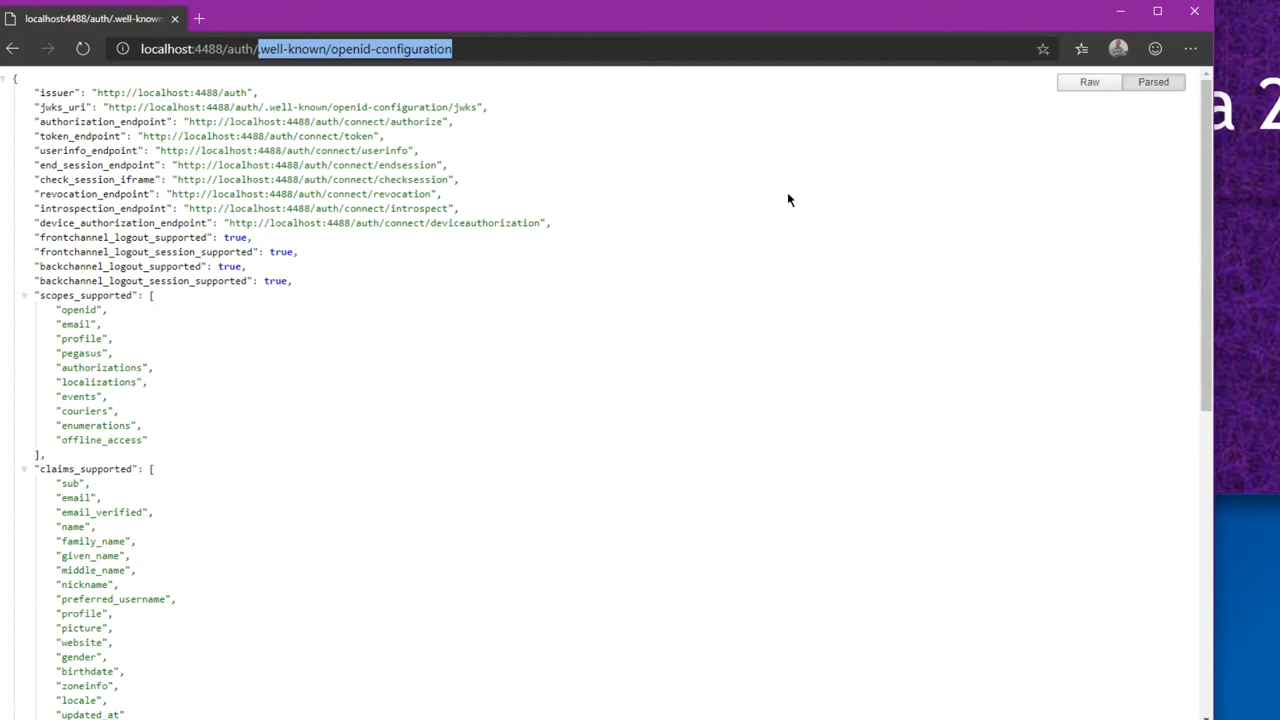 localhost:4488/auth/.well-known
localhost:4488/auth/.well-known/openid-configuration
Raw
Parsed
{
"issuer": "http://localhost:4488/auth",
"jwks_uri": "http://localhost:4488/auth/.well-known/openid-configuration/jwks",
"authorization_endpoint": "http://localhost:4488/auth/connect/authorize",
"token_endpoint": "http://localhost:4488/auth/connect/token",
"userinfo_endpoint": "http://localhost:4488/auth/connect/userinfo",
"end_session_endpoint": "http://localhost:4488/auth/connect/endsession",
"check_session_iframe": "http://localhost:4488/auth/connect/checksession",
"revocation_endpoint": "http://localhost:4488/auth/connect/revocation",
"introspection_endpoint": "http://localhost:4488/auth/connect/introspect",
"device_authorization_endpoint": "http://localhost:4488/auth/connect/deviceauthorization",
"frontchannel_logout_supported": true,
"frontchannel_logout_session_supported": true,
"backchannel_logout_supported": true,
"backchannel_logout_session_supported": true,
"scopes_supported": [
"openid",
"email",
"profile",
"pegasus",
"authorizations",
"localizations",
"events",
"couriers",
"enumerations",
"offline_access"
],
"claims_supported": [
"sub",
"email",
"email_verified",
"name",
"family_name",
"given_name",
"middle_name",
"nickname",
"preferred_username",
"profile",
"picture",
"website",
"gender",
"birthdate",
"zoneinfo",
"locale",
"updated_at"
a 2